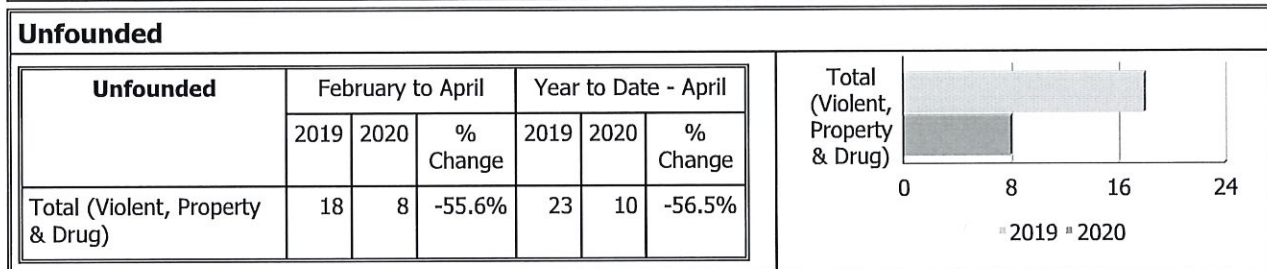 Unfounded
Unfounded February to April Year to Date - April
2019 2020 % Change 2019 2020 % Change
Total (Violent, Property & Drug) 18 8 -55.6% 23 10 -56.5%
Total
(Violent,
Property
& Drug)
0 8 16 24
2019 2020